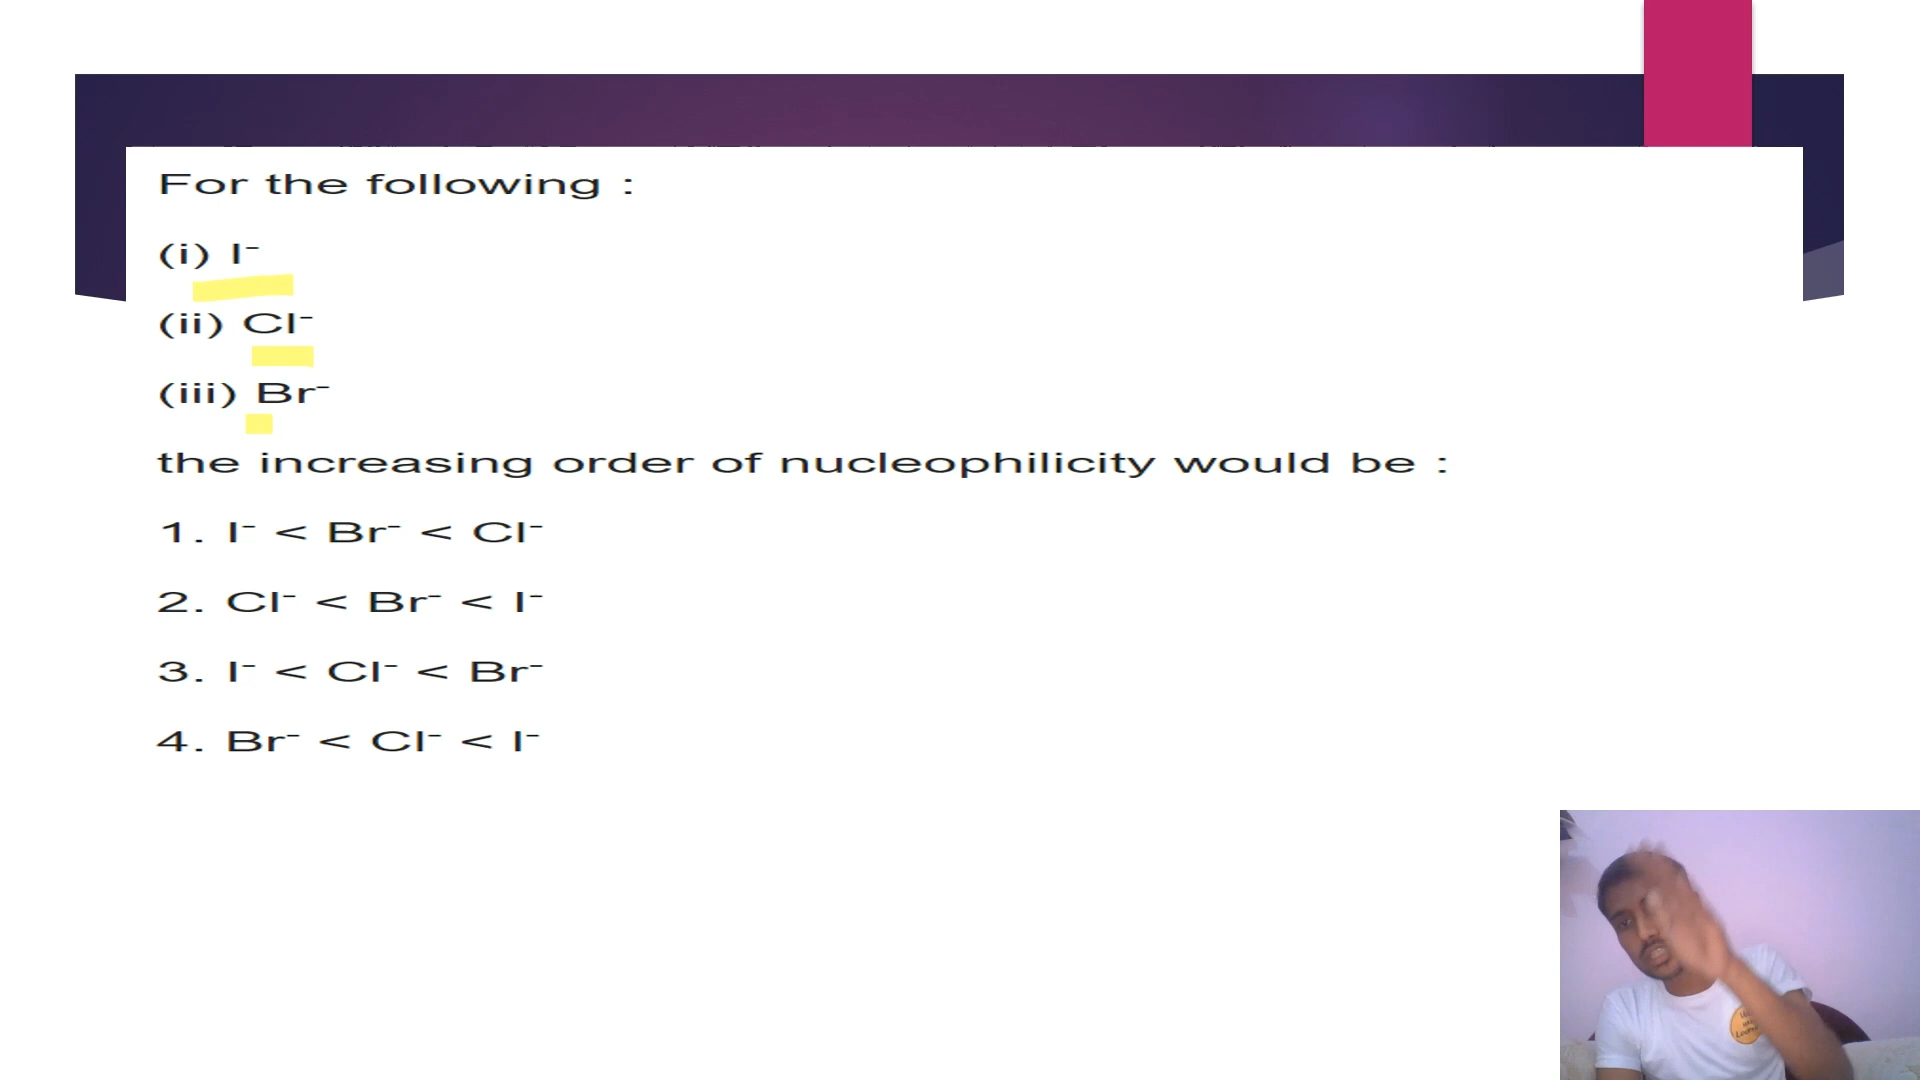 For the following :
(i) I⁻
(ii) Cl⁻
(iii) Br⁻
the increasing order of nucleophilicity would be :
1. I⁻ < Br⁻ < Cl⁻
2. Cl⁻ < Br⁻ < I⁻
3. I⁻ < Cl⁻ < Br⁻
4. Br⁻ < Cl⁻ < I⁻